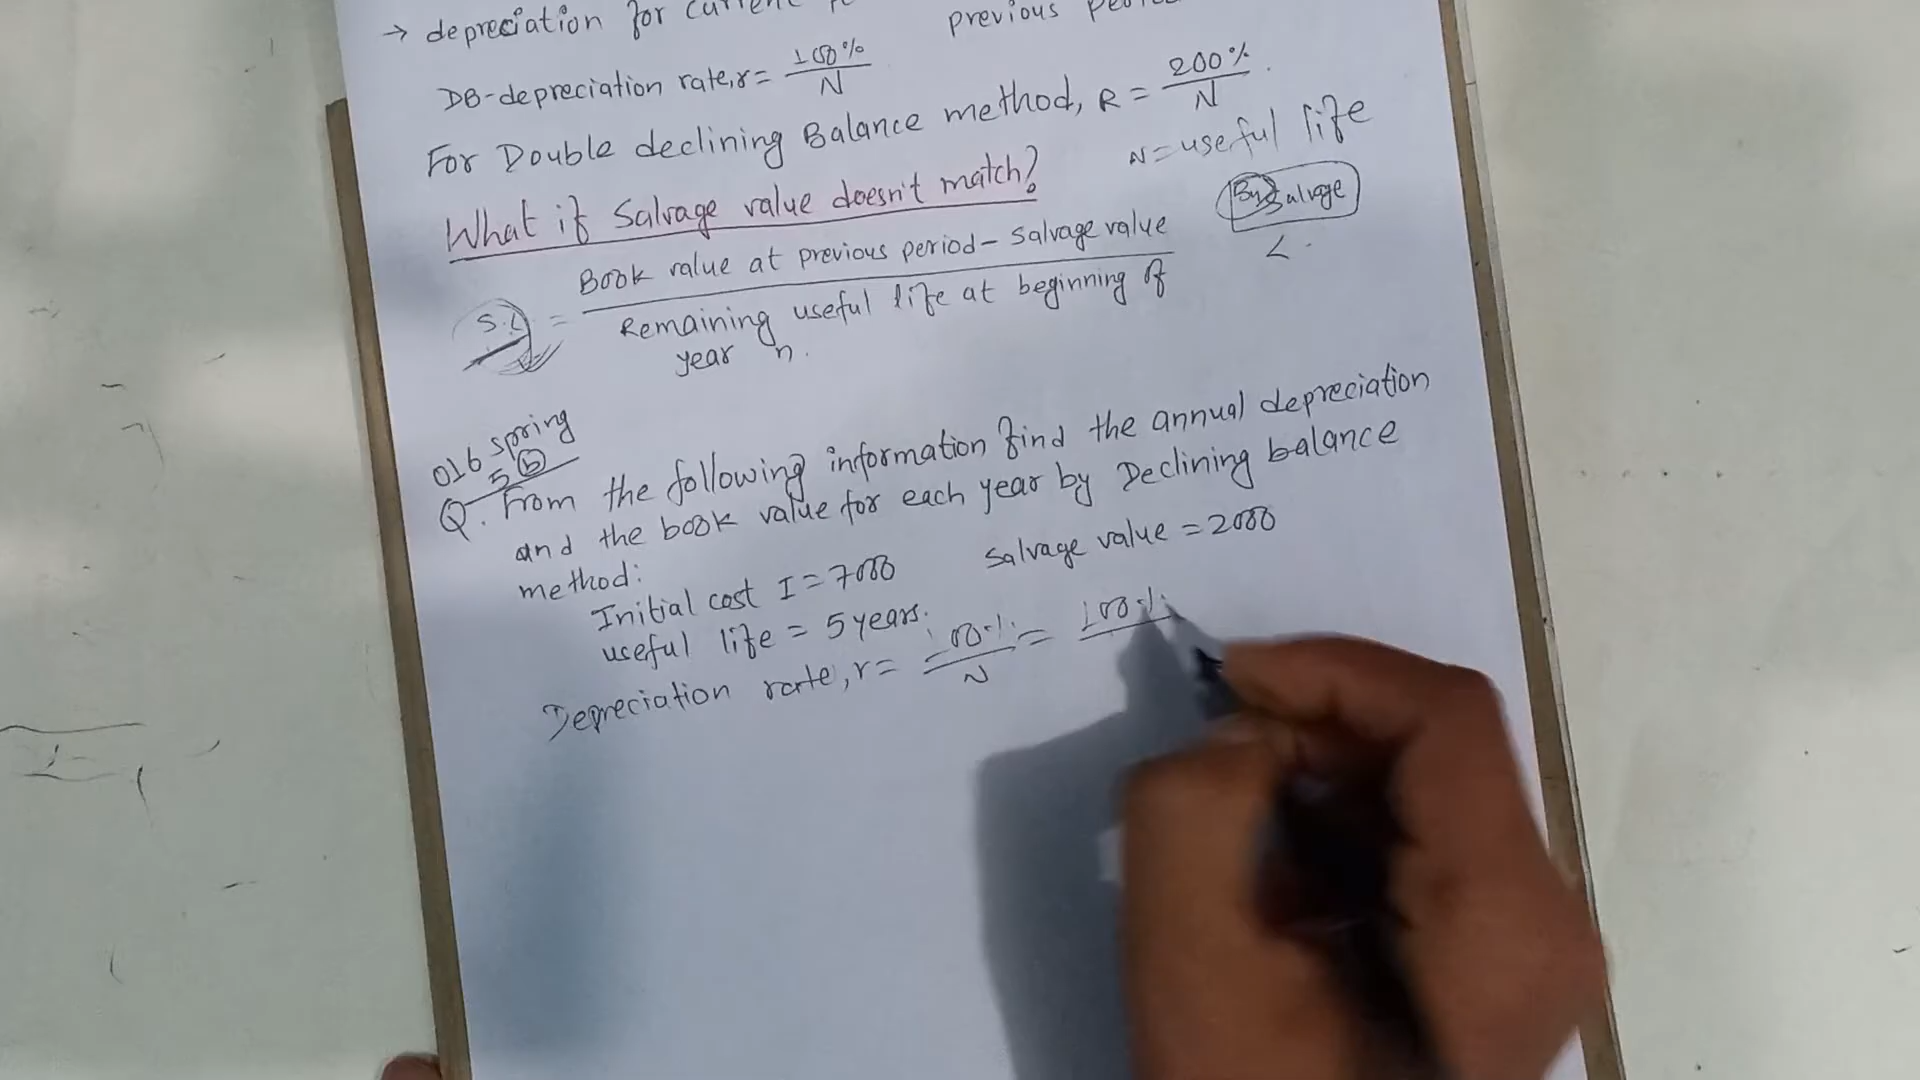 → depreciation for current
previous
DB-depreciation rate, r = 100% / N
For Double declining Balance method, R = 200% / N
N = useful life
What if Salvage value doesn't match?
Salvage
<
S.L = Book value at previous period - Salvage value
Remaining useful life at beginning of
year n.
016 spring
5 b
Q. From the following information find the annual depreciation
and the book value for each year by Declining balance
method:
Initial cost I = 7000 Salvage value = 2000
useful life = 5 years.
Depreciation rate, r = 100% / N = 100%